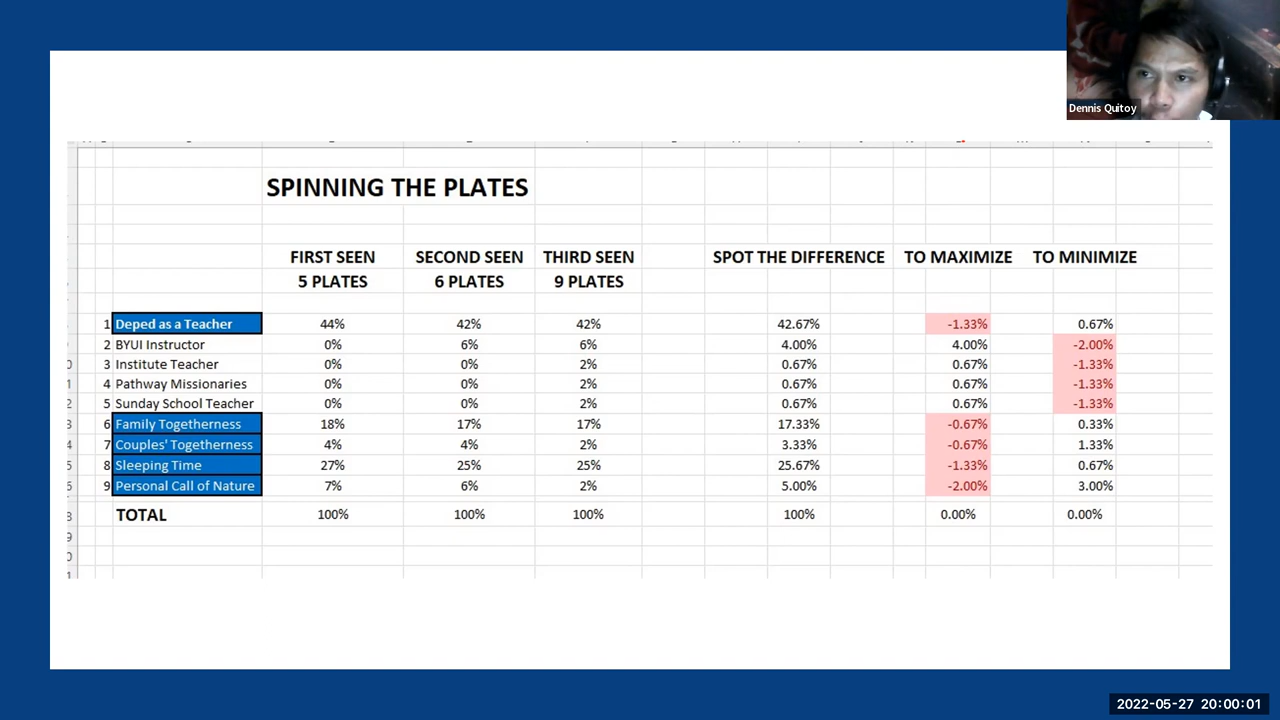 Dennis Quitoy
SPINNING THE PLATES
FIRST SEEN SECOND SEEN THIRD SEEN SPOT THE DIFFERENCE TO MAXIMIZE TO MINIMIZE
5 PLATES 6 PLATES 9 PLATES
1 Deped as a Teacher 44% 42% 42% 42.67% -1.33% 0.67%
2 BYUI Instructor 0% 6% 6% 4.00% 4.00% -2.00%
3 Institute Teacher 0% 0% 2% 0.67% 0.67% -1.33%
4 Pathway Missionaries 0% 0% 2% 0.67% 0.67% -1.33%
5 Sunday School Teacher 0% 0% 2% 0.67% 0.67% -1.33%
6 Family Togetherness 18% 17% 17% 17.33% -0.67% 0.33%
7 Couples' Togetherness 4% 4% 2% 3.33% -0.67% 1.33%
8 Sleeping Time 27% 25% 25% 25.67% -1.33% 0.67%
9 Personal Call of Nature 7% 6% 2% 5.00% -2.00% 3.00%
TOTAL 100% 100% 100% 100% 0.00% 0.00%
2022-05-27 20:00:01